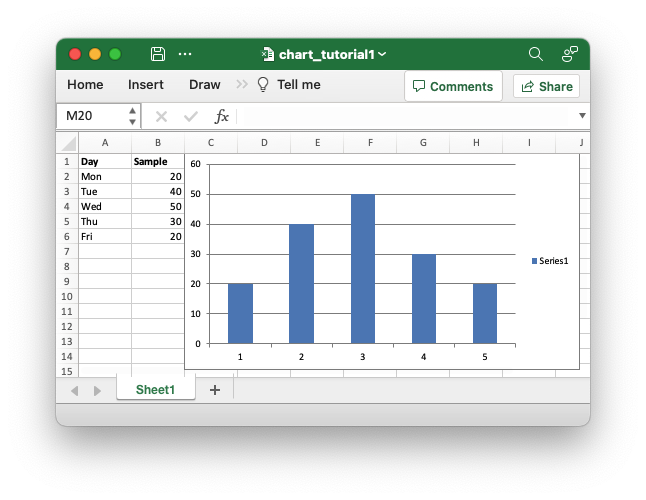 chart_tutorial1
Home Insert Draw Tell me Comments Share
M20 fx
A B C D E F G H I J
1 Day Sample
2 Mon 20
3 Tue 40
4 Wed 50
5 Thu 30
6 Fri 20
7
8
9
10
11
12
13
14
15
60
50
40
30
20
10
0
1 2 3 4 5
Series1
Sheet1 +